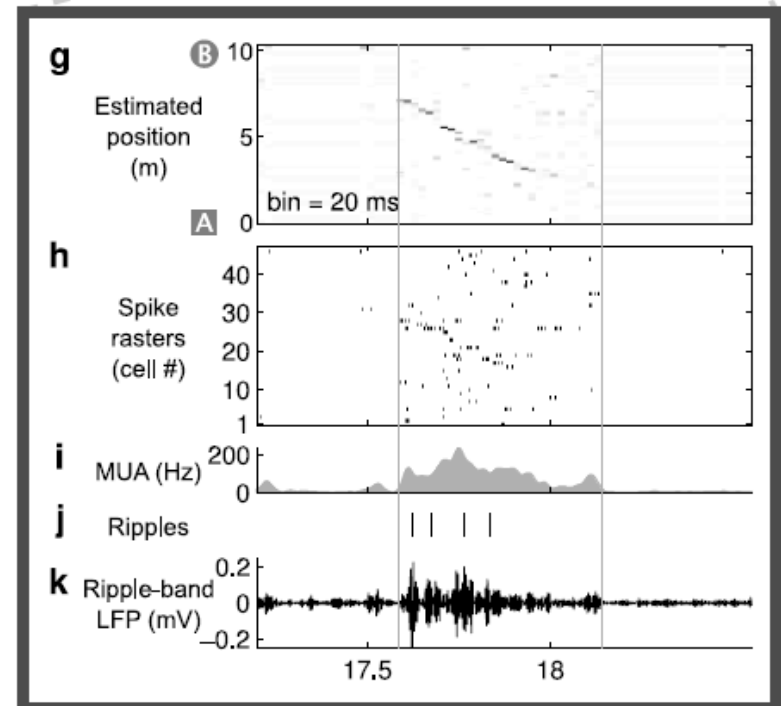 g
B
10
Estimated
position
(m)
5
bin = 20 ms
0
A
h
40
Spike
30
rasters
20
(cell #)
10
1
i
200
MUA (Hz)
0
j
Ripples
k
0.2
Ripple-band
0
LFP (mV)
−0.2
17.5
18